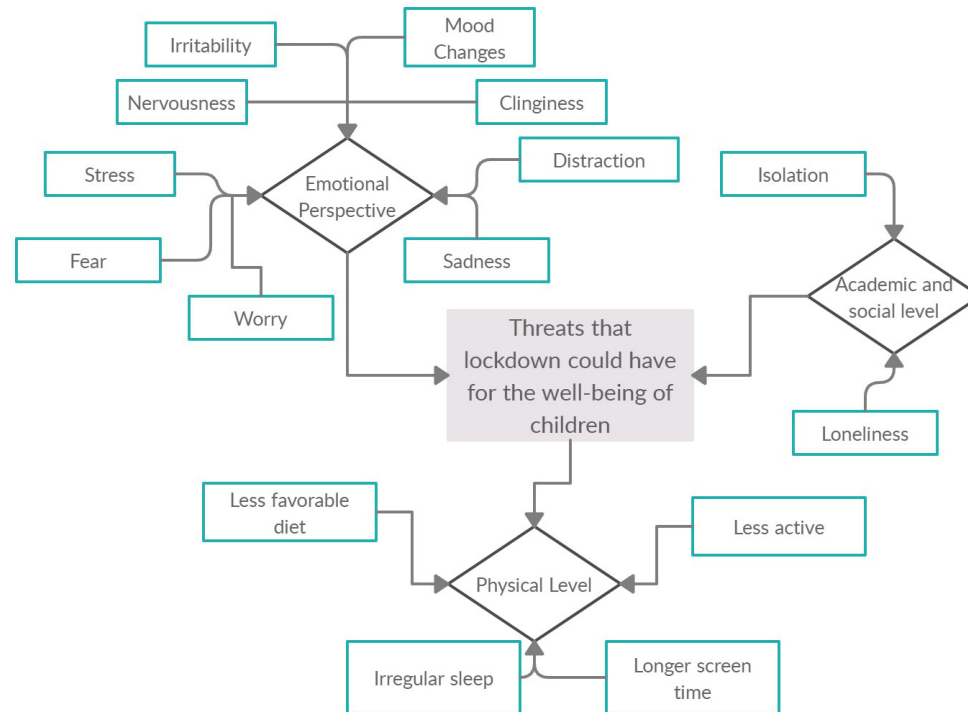 Irritability
Mood
Changes
Nervousness
Clinginess
Stress
Emotional
Perspective
Distraction
Isolation
Fear
Sadness
Worry
Academic and
social level
Threats that
lockdown could have
for the well-being of
children
Loneliness
Less favorable
diet
Less active
Physical Level
Irregular sleep
Longer screen
time